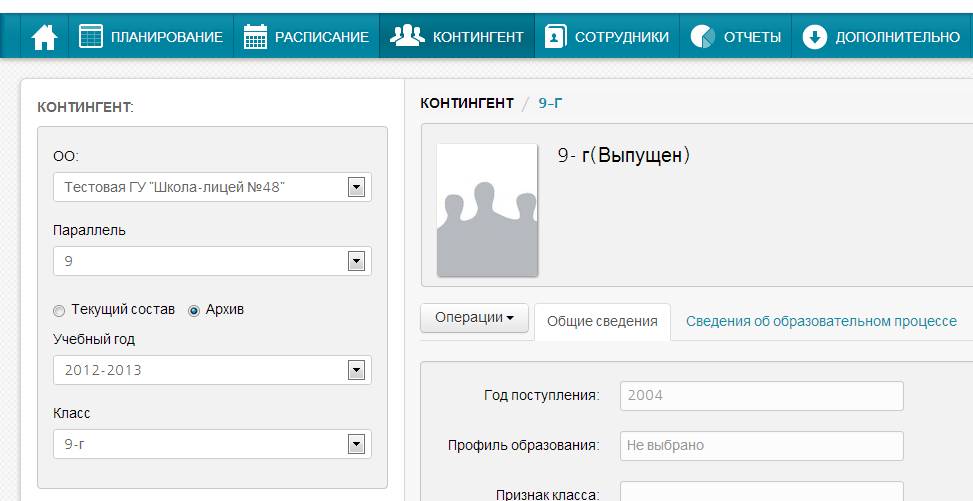 ПЛАНИРОВАНИЕ РАСПИСАНИЕ КОНТИНГЕНТ СОТРУДНИКИ ОТЧЕТЫ ДОПОЛНИТЕЛЬНО
КОНТИНГЕНТ:
ОО:
Тестовая ГУ "Школа-лицей №48"
Параллель
9
Текущий состав Архив
Учебный год
2012-2013
Класс
9-г
КОНТИНГЕНТ / 9-Г
9- г(Выпущен)
Операции Общие сведения Сведения об образовательном процессе
Год поступления: 2004
Профиль образования: Не выбрано
Признак класса: